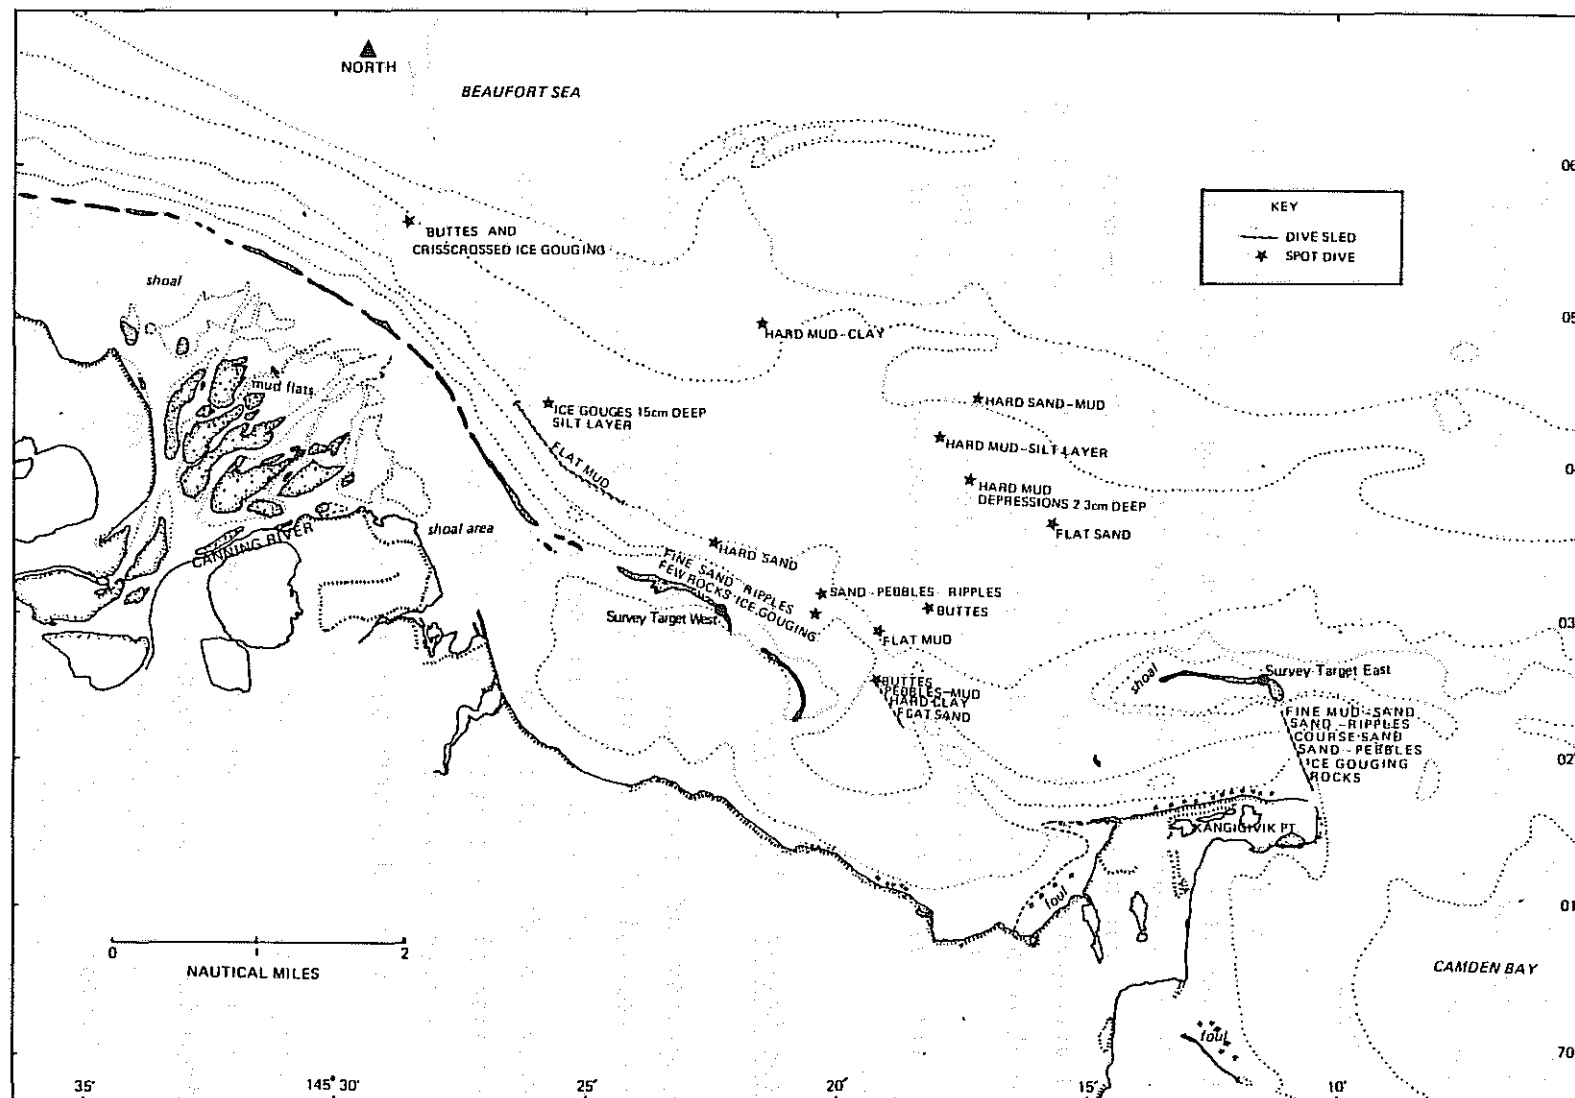 NORTH
BEAUFORT SEA
06
KEY
DIVE SLED
SPOT DIVE
BUTTES AND
CRISSCROSSED ICE GOUGING
shoal
05
HARD MUD-CLAY
mud flats
ICE GOUGES 15cm DEEP
SILT LAYER
HARD SAND-MUD
FLAT MUD
HARD MUD-SILT LAYER
HARD MUD
DEPRESSIONS 2-3cm DEEP
FLAT SAND
shoal area
CANNING RIVER
HARD SAND
FINE SAND-RIPPLES
FEW ROCKS-ICE GOUGING
SAND-PEBBLES RIPPLES
BUTTES
Survey Target West
FLAT MUD
03
shoal
Survey Target East
BUTTES
PEBBLES-MUD
HARD CLAY
FLAT SAND
FINE MUD-SAND
SAND-RIPPLES
COURSE SAND
SAND-PEBBLES
ICE GOUGING
ROCKS
02
KANGIGIVIK PT
foul
01
0 1 2
NAUTICAL MILES
CAMDEN BAY
foul
70
35' 145° 30' 25' 20' 15' 10'